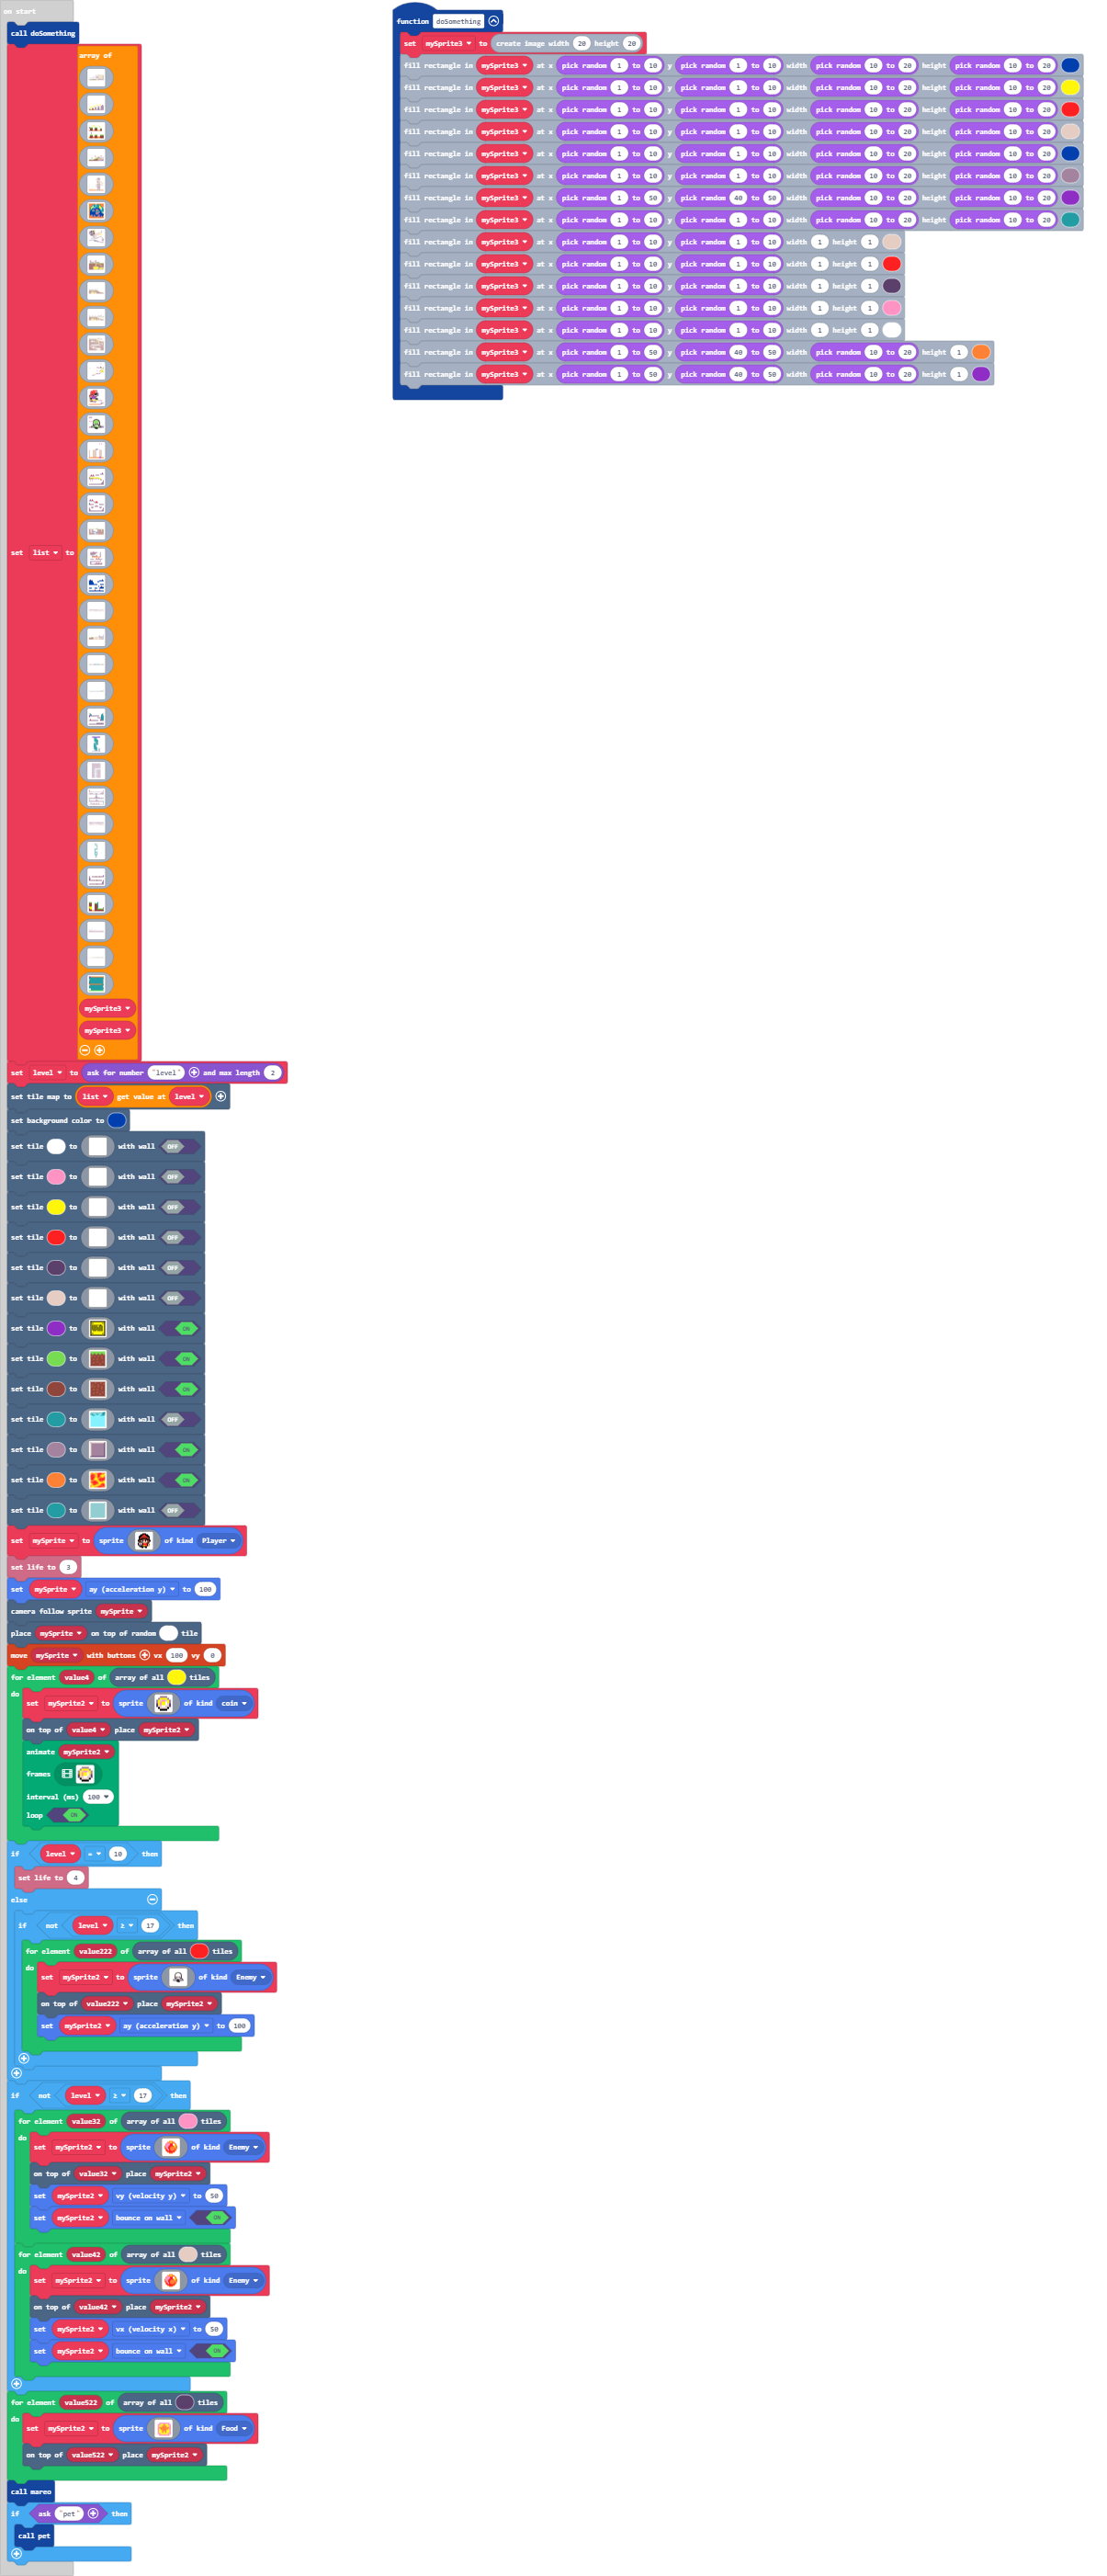 on start
call doSomething
set list to array of
mySprite3
mySprite3
set level to ask for number "level" and max length 2
set tile map to list get value at level
set background color to
set tile to with wall OFF
set tile to with wall OFF
set tile to with wall OFF
set tile to with wall OFF
set tile to with wall OFF
set tile to with wall OFF
set tile to with wall ON
set tile to with wall ON
set tile to with wall ON
set tile to with wall OFF
set tile to with wall ON
set tile to with wall ON
set tile to with wall OFF
set mySprite to sprite of kind Player
set life to 3
set mySprite ay (acceleration y) to 100
camera follow sprite mySprite
place mySprite on top of random tile
move mySprite with buttons vx 100 vy 0
for element value4 of array of all tiles
do
set mySprite2 to sprite of kind coin
on top of value4 place mySprite2
animate mySprite2
frames
interval (ms) 100
loop ON
if level = 10 then
set life to 4
else
if not level ≥ 17 then
for element value222 of array of all tiles
do
set mySprite2 to sprite of kind Enemy
on top of value222 place mySprite2
set mySprite2 ay (acceleration y) to 100
if not level ≥ 17 then
for element value32 of array of all tiles
do
set mySprite2 to sprite of kind Enemy
on top of value32 place mySprite2
set mySprite2 vy (velocity y) to 50
set mySprite2 bounce on wall ON
for element value42 of array of all tiles
do
set mySprite2 to sprite of kind Enemy
on top of value42 place mySprite2
set mySprite2 vx (velocity x) to 50
set mySprite2 bounce on wall ON
for element value522 of array of all tiles
do
set mySprite2 to sprite of kind Food
on top of value522 place mySprite2
call mareo
if ask "pet" then
call pet
function doSomething
set mySprite3 to create image width 20 height 20
fill rectangle in mySprite3 at x pick random 1 to 10 y pick random 1 to 10 width pick random 10 to 20 height pick random 10 to 20
fill rectangle in mySprite3 at x pick random 1 to 10 y pick random 1 to 10 width pick random 10 to 20 height pick random 10 to 20
fill rectangle in mySprite3 at x pick random 1 to 10 y pick random 1 to 10 width pick random 10 to 20 height pick random 10 to 20
fill rectangle in mySprite3 at x pick random 1 to 10 y pick random 1 to 10 width pick random 10 to 20 height pick random 10 to 20
fill rectangle in mySprite3 at x pick random 1 to 10 y pick random 1 to 10 width pick random 10 to 20 height pick random 10 to 20
fill rectangle in mySprite3 at x pick random 1 to 10 y pick random 1 to 10 width pick random 10 to 20 height pick random 10 to 20
fill rectangle in mySprite3 at x pick random 1 to 50 y pick random 40 to 50 width pick random 10 to 20 height pick random 10 to 20
fill rectangle in mySprite3 at x pick random 1 to 10 y pick random 1 to 10 width pick random 10 to 20 height pick random 10 to 20
fill rectangle in mySprite3 at x pick random 1 to 10 y pick random 1 to 10 width 1 height 1
fill rectangle in mySprite3 at x pick random 1 to 10 y pick random 1 to 10 width 1 height 1
fill rectangle in mySprite3 at x pick random 1 to 10 y pick random 1 to 10 width 1 height 1
fill rectangle in mySprite3 at x pick random 1 to 10 y pick random 1 to 10 width 1 height 1
fill rectangle in mySprite3 at x pick random 1 to 10 y pick random 1 to 10 width 1 height 1
fill rectangle in mySprite3 at x pick random 1 to 50 y pick random 40 to 50 width pick random 10 to 20 height 1
fill rectangle in mySprite3 at x pick random 1 to 50 y pick random 40 to 50 width pick random 10 to 20 height 1